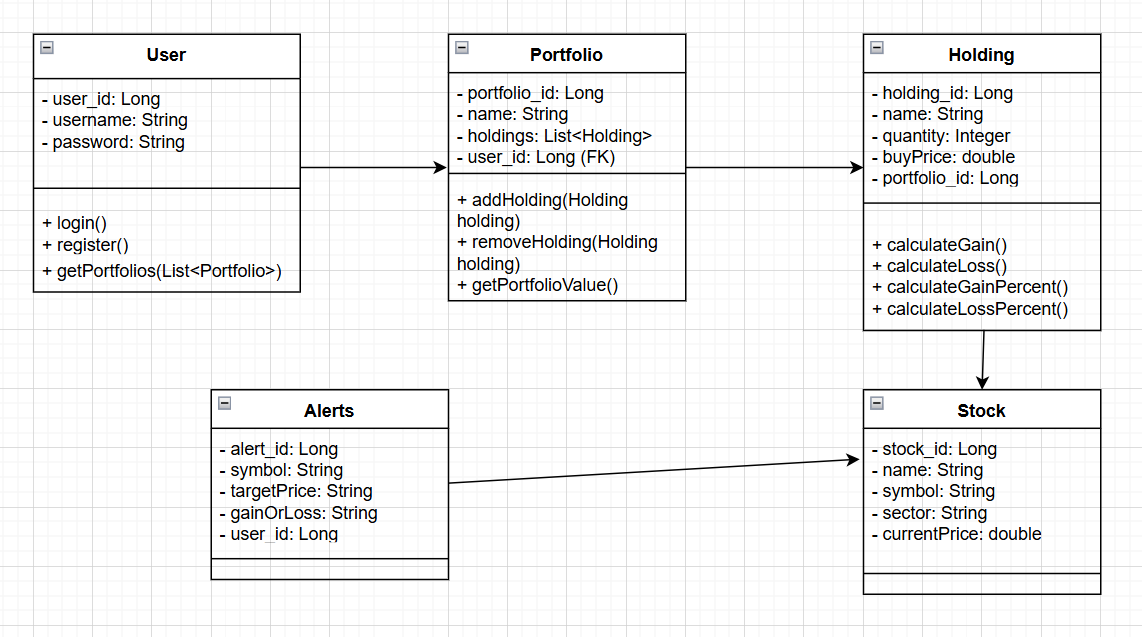 User
- user_id: Long
- username: String
- password: String
+ login()
+ register()
+ getPortfolios(List<Portfolio>)
Portfolio
- portfolio_id: Long
- name: String
- holdings: List<Holding>
- user_id: Long (FK)
+ addHolding(Holding
holding)
+ removeHolding(Holding
holding)
+ getPortfolioValue()
Holding
- holding_id: Long
- name: String
- quantity: Integer
- buyPrice: double
- portfolio_id: Long
+ calculateGain()
+ calculateLoss()
+ calculateGainPercent()
+ calculateLossPercent()
Alerts
- alert_id: Long
- symbol: String
- targetPrice: String
- gainOrLoss: String
- user_id: Long
Stock
- stock_id: Long
- name: String
- symbol: String
- sector: String
- currentPrice: double